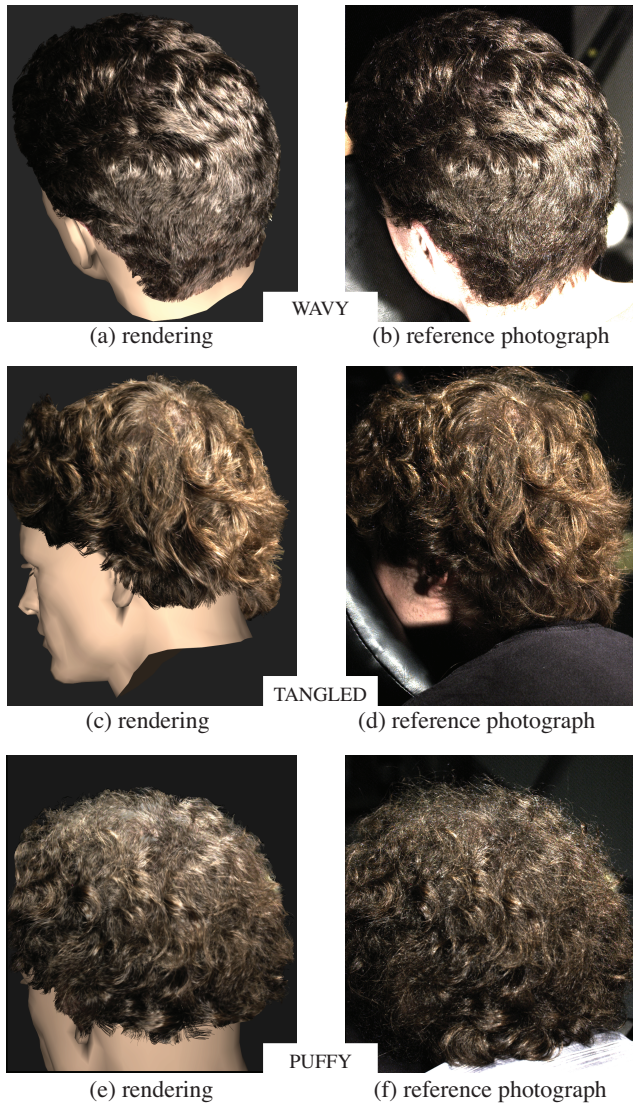 WAVY
(a) rendering
(b) reference photograph
TANGLED
(c) rendering
(d) reference photograph
PUFFY
(e) rendering
(f) reference photograph